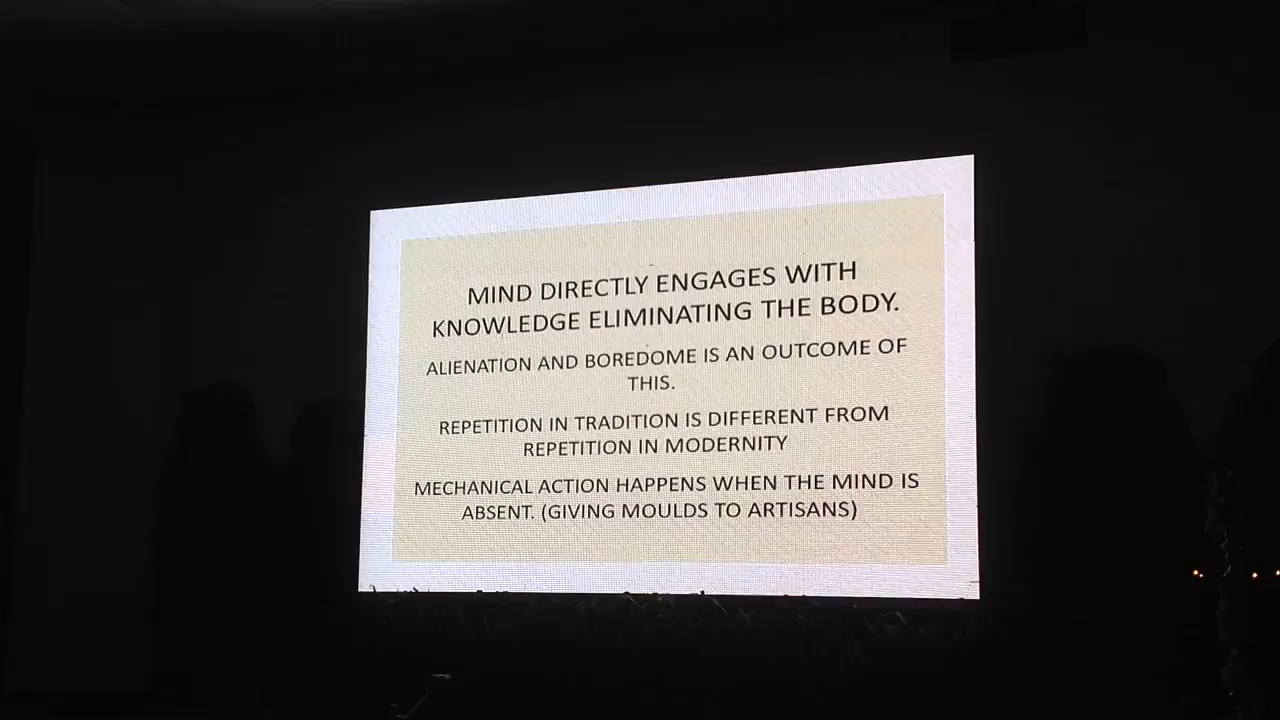 MIND DIRECTLY ENGAGES WITH
KNOWLEDGE ELIMINATING THE BODY.
ALIENATION AND BOREDOME IS AN OUTCOME OF
THIS.
REPETITION IN TRADITION IS DIFFERENT FROM
REPETITION IN MODERNITY
MECHANICAL ACTION HAPPENS WHEN THE MIND IS
ABSENT. (GIVING MOULDS TO ARTISANS)